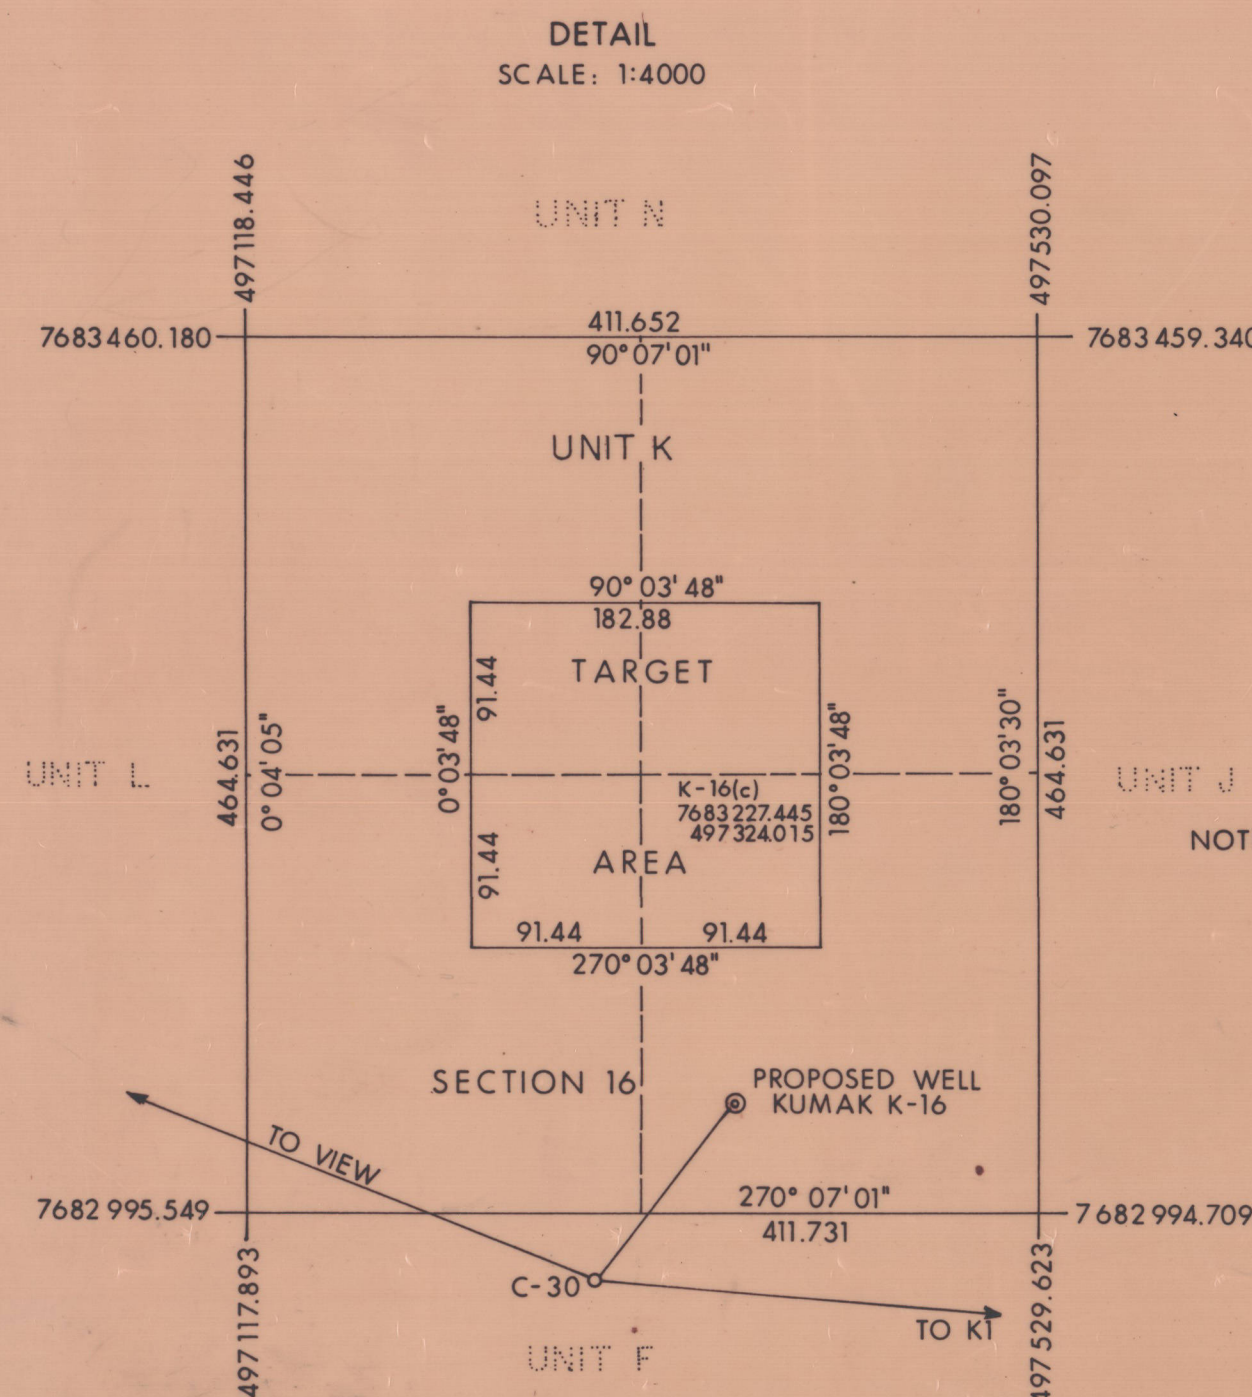 DETAIL
SCALE: 1:4000
497118.446
497530.097
UNIT N
7683460.180
411.652
7683459.340
90° 07' 01"
UNIT K
90° 03' 48"
182.88
TARGET
91.44
0° 03' 48"
180° 03' 48"
464.631
0° 04' 05"
180° 03' 30"
464.631
UNIT L
UNIT J
K-16(c)
7683227.445
497324.015
NOT
AREA
91.44
91.44
91.44
270° 03' 48"
SECTION 16
PROPOSED WELL
KUMAK K-16
TO VIEW
270° 07' 01"
7682995.549
7682994.709
411.731
C-30
TO K1
497117.893
497529.623
UNIT F